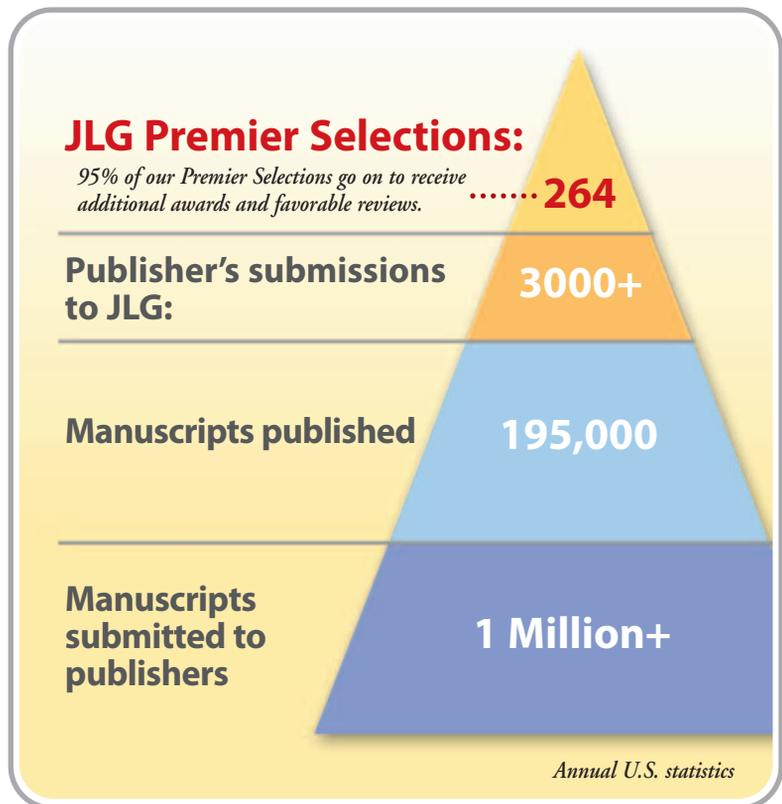 JLG Premier Selections:
95% of our Premier Selections go on to receive
additional awards and favorable reviews.
.......264
Publisher’s submissions
to JLG:
3000+
Manuscripts published
195,000
Manuscripts
submitted to
publishers
1 Million+
Annual U.S. statistics